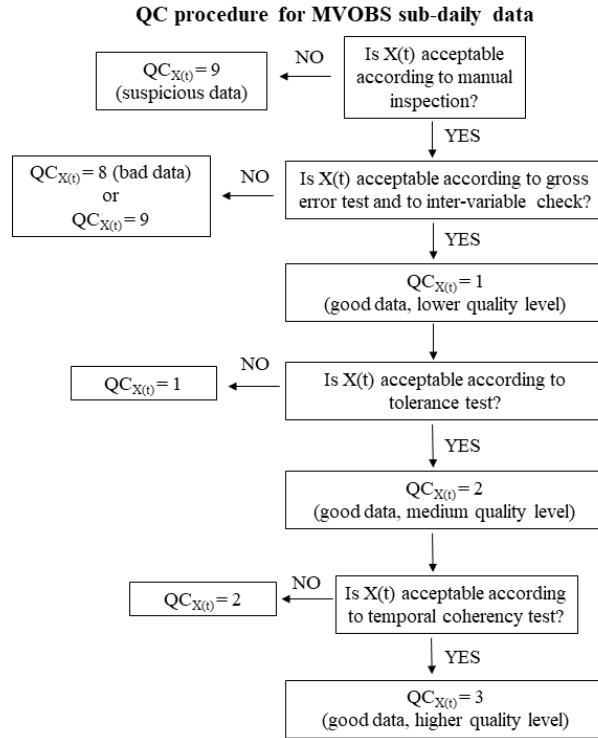 QC procedure for MVOBS sub-daily data
Is X(t) acceptable
according to manual
inspection?
NO
QCX(t) = 9
(suspicious data)
YES
Is X(t) acceptable according to gross
error test and to inter-variable check?
NO
QCX(t) = 8 (bad data)
or
QCX(t) = 9
YES
QCX(t) = 1
(good data, lower quality level)
Is X(t) acceptable according to
tolerance test?
NO
QCX(t) = 1
YES
QCX(t) = 2
(good data, medium quality level)
Is X(t) acceptable according
to temporal coherency test?
NO
QCX(t) = 2
YES
QCX(t) = 3
(good data, higher quality level)